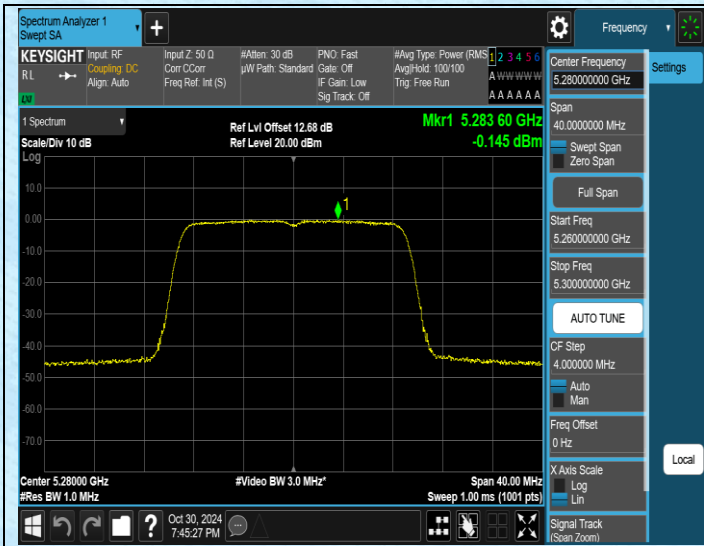 Spectrum Analyzer 1
Swept SA
Frequency
KEYSIGHT
RL
LXI
Input: RF
Coupling: DC
Align: Auto
Input Z: 50 Ω
Corr CCorr
Freq Ref: Int (S)
#Atten: 30 dB
µW Path: Standard
PNO: Fast
Gate: Off
IF Gain: Low
Sig Track: Off
#Avg Type: Power (RMS
Avg|Hold: 100/100
Trig: Free Run
1 2 3 4 5 6
A W W W W W
A A A A A A
Center Frequency
5.280000000 GHz
Settings
Span
40.0000000 MHz
Swept Span
Zero Span
Full Span
Start Freq
5.260000000 GHz
Stop Freq
5.300000000 GHz
AUTO TUNE
CF Step
4.000000 MHz
Auto
Man
Freq Offset
0 Hz
X Axis Scale
Log
Lin
Signal Track
(Span Zoom)
Local
1 Spectrum
Scale/Div 10 dB
Log
Ref Lvl Offset 12.68 dB
Ref Level 20.00 dBm
Mkr1 5.283 60 GHz
-0.145 dBm
10.0
0.00
-10.0
-20.0
-30.0
-40.0
-50.0
-60.0
-70.0
1
Center 5.28000 GHz
#Res BW 1.0 MHz
#Video BW 3.0 MHz*
Span 40.00 MHz
Sweep 1.00 ms (1001 pts)
?
Oct 30, 2024
7:45:27 PM